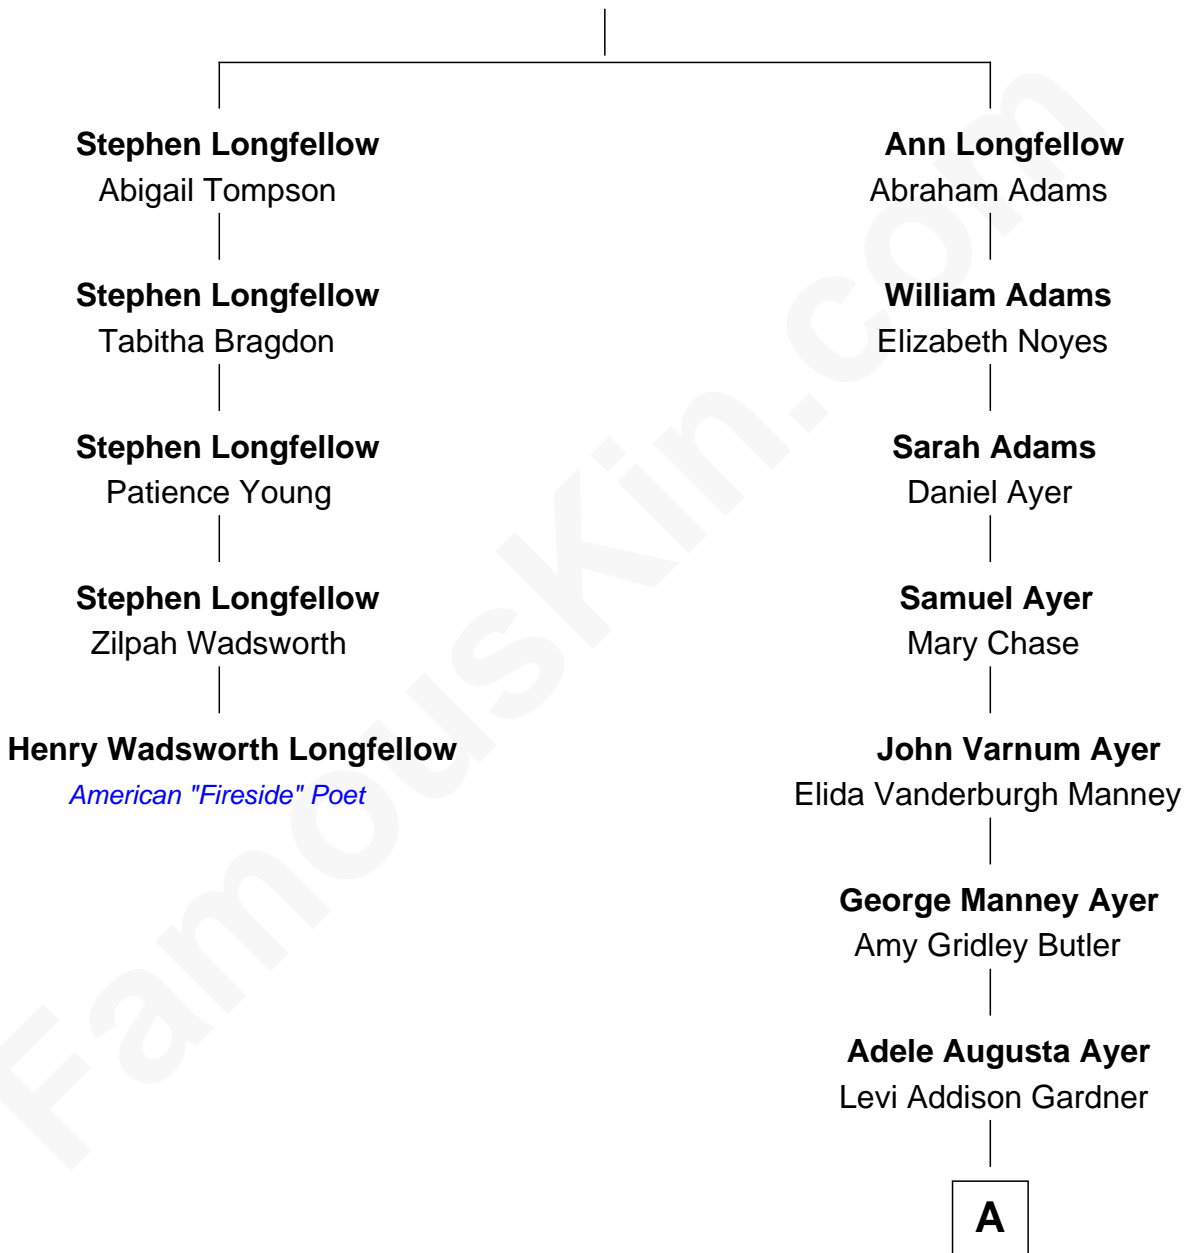 Stephen Longfellow
Abigail Tompson
Stephen Longfellow
Tabitha Bragdon
Stephen Longfellow
Patience Young
Stephen Longfellow
Zilpah Wadsworth
Henry Wadsworth Longfellow
American "Fireside" Poet
Ann Longfellow
Abraham Adams
William Adams
Elizabeth Noyes
Sarah Adams
Daniel Ayer
Samuel Ayer
Mary Chase
John Varnum Ayer
Elida Vanderburgh Manney
George Manney Ayer
Amy Gridley Butler
Adele Augusta Ayer
Levi Addison Gardner
A
FamousKin.com